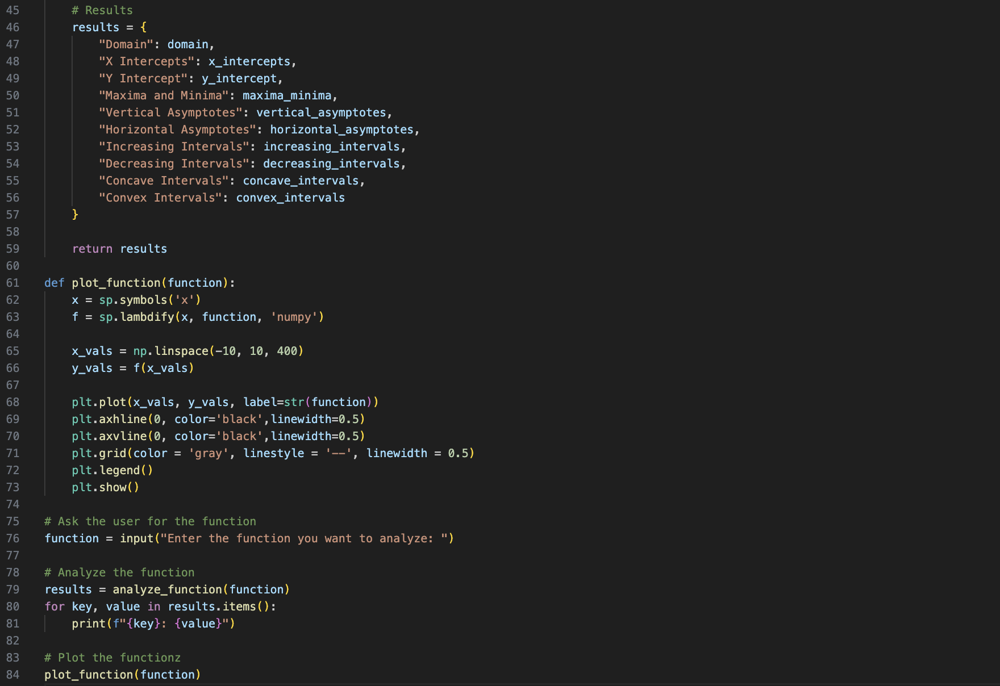 45 # Results
46 results = {
47 "Domain": domain,
48 "X Intercepts": x_intercepts,
49 "Y Intercept": y_intercept,
50 "Maxima and Minima": maxima_minima,
51 "Vertical Asymptotes": vertical_asymptotes,
52 "Horizontal Asymptotes": horizontal_asymptotes,
53 "Increasing Intervals": increasing_intervals,
54 "Decreasing Intervals": decreasing_intervals,
55 "Concave Intervals": concave_intervals,
56 "Convex Intervals": convex_intervals
57 }
58
59 return results
60
61 def plot_function(function):
62 x = sp.symbols('x')
63 f = sp.lambdify(x, function, 'numpy')
64
65 x_vals = np.linspace(-10, 10, 400)
66 y_vals = f(x_vals)
67
68 plt.plot(x_vals, y_vals, label=str(function))
69 plt.axhline(0, color='black',linewidth=0.5)
70 plt.axvline(0, color='black',linewidth=0.5)
71 plt.grid(color = 'gray', linestyle = '--', linewidth = 0.5)
72 plt.legend()
73 plt.show()
74
75 # Ask the user for the function
76 function = input("Enter the function you want to analyze: ")
77
78 # Analyze the function
79 results = analyze_function(function)
80 for key, value in results.items():
81 print(f"{key}: {value}")
82
83 # Plot the functionz
84 plot_function(function)